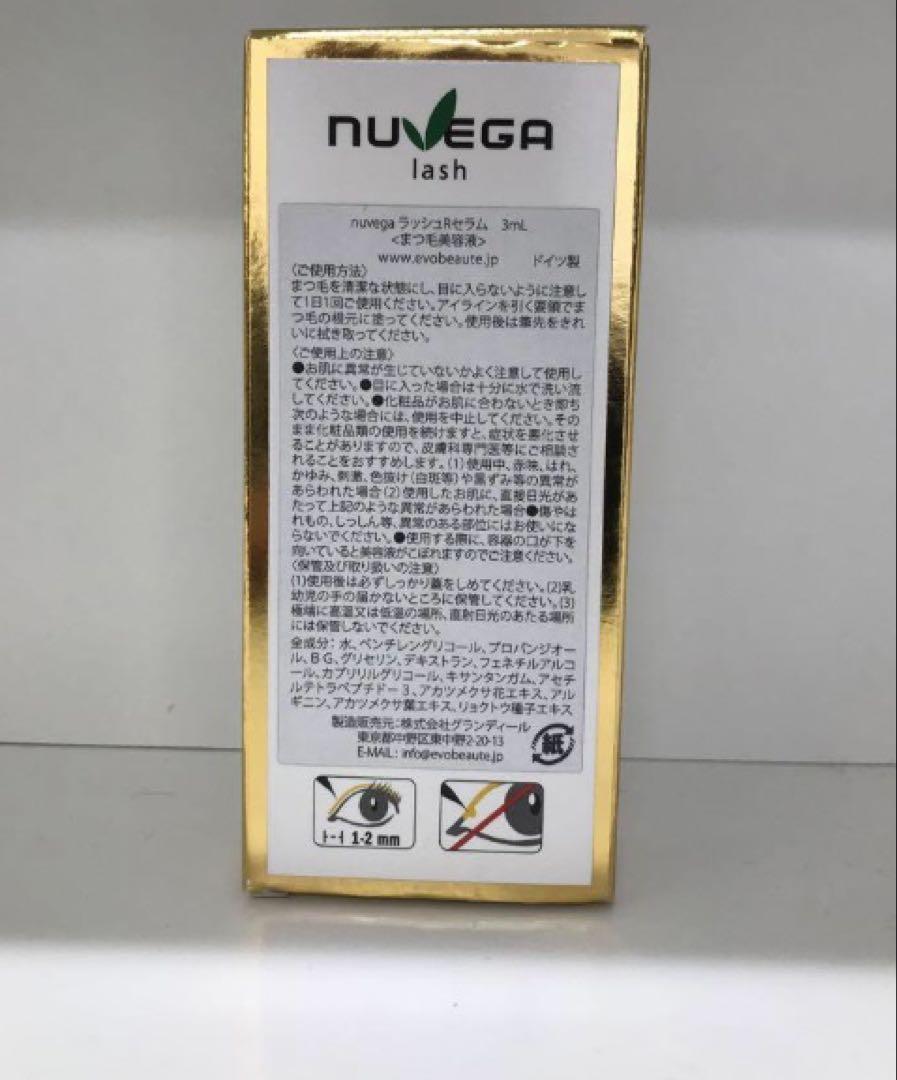 nuVEGA
lash
nuvega ラッシュRセラム 3mL
<まつ毛美容液>
www.evobeaute.jp ドイツ製
〈ご使用方法〉
まつ毛を清潔な状態にし、目に入らないように注意し
て1日1回ご使用ください。アイラインを引く要領でま
つ毛の根元に塗ってください。使用後は筆先をきれ
いに拭き取ってください。
〈ご使用上の注意〉
●お肌に異常が生じていないかよく注意して使用し
てください。●目に入った場合は十分に水で洗い流
してください。●化粧品がお肌に合わないとき即ち
次のような場合には、使用を中止してください。その
まま化粧品類の使用を続けますと、症状を悪化させ
ることがありますので、皮膚科専門医等にご相談さ
れることをおすすめします。(1)使用中、赤味、はれ、
かゆみ、刺激、色抜け(白斑等)や黒ずみ等の異常が
あらわれた場合(2)使用したお肌に、直接日光があ
たって上記のような異常があらわれた場合●傷やは
れもの、しっしん等、異常のある部位にはお使いにな
らないでください。●使用する際に、容器の口が下を
向いていると美容液がこぼれますのでご注意ください。
〈保管及び取り扱いの注意〉
(1)使用後は必ずしっかり蓋をしめてください。(2)乳
幼児の手の届かないところに保管してください。(3)
極端に高温又は低温の場所、直射日光のあたる場所
には保管しないでください。
全成分：水、ペンチレングリコール、プロパンジオー
ル、BG、グリセリン、デキストラン、フェネチルアルコ
ール、カプリリルグリコール、キサンタンガム、アセチ
ルテトラペプチドー3、アカツメクサ花エキス、アル
ギニン、アカツメクサ葉エキス、リョクトウ種子エキス
製造販売元：株式会社グランディール
東京都中野区東中野2-20-13
E-MAIL：info@evobeaute.jp
紙
1-2 mm